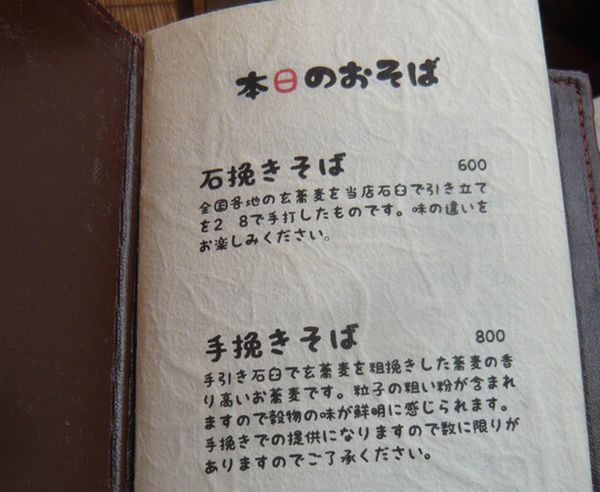 本日のおそば
石挽きそば 600
全国各地の玄蕎麦を当店石臼で引き立て
を2 8で手打したものです。味の違いを
お楽しみください。
手挽きそば 800
手引き石臼で玄蕎麦を粗挽きした蕎麦の香
り高いお蕎麦です。粒子の粗い粉が含まれ
ますので穀物の味が鮮明に感じられます。
手挽きでの提供になりますので数に限りが
ありますのでご了承ください。